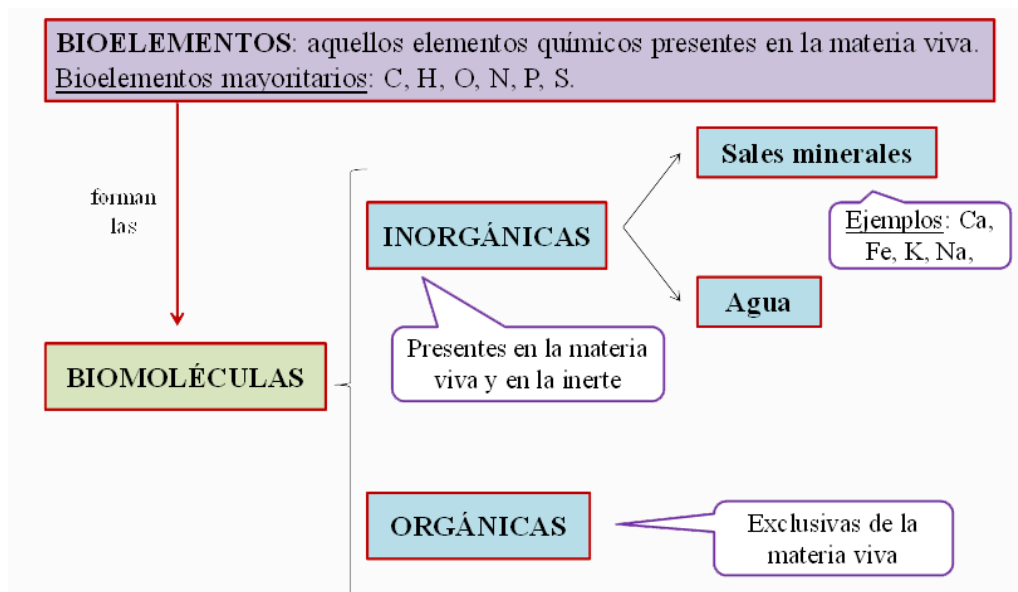 BIOELEMENTOS: aquellos elementos químicos presentes en la materia viva.
Bioelementos mayoritarios: C, H, O, N, P, S.
forman
las
BIOMOLÉCULAS
INORGÁNICAS
Presentes en la materia
viva y en la inerte
Sales minerales
Ejemplos: Ca,
Fe, K, Na,
Agua
ORGÁNICAS
Exclusivas de la
materia viva